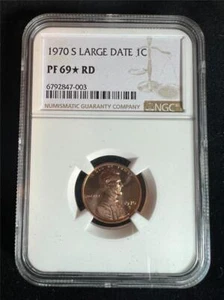 1970 S LARGE DATE 1C
PF 69★ RD
6792847-003
NUMISMATIC GUARANTY COMPANY
NGC